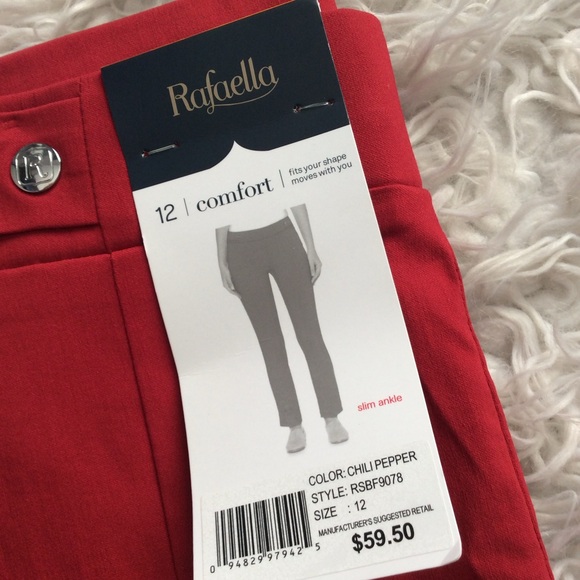 Rafaella
R
12 | comfort | fits your shape
moves with you
slim ankle
COLOR: CHILI PEPPER
STYLE: RSBF9078
SIZE : 12
MANUFACTURER'S SUGGESTED RETAIL
$59.50
0 94829 97942 5